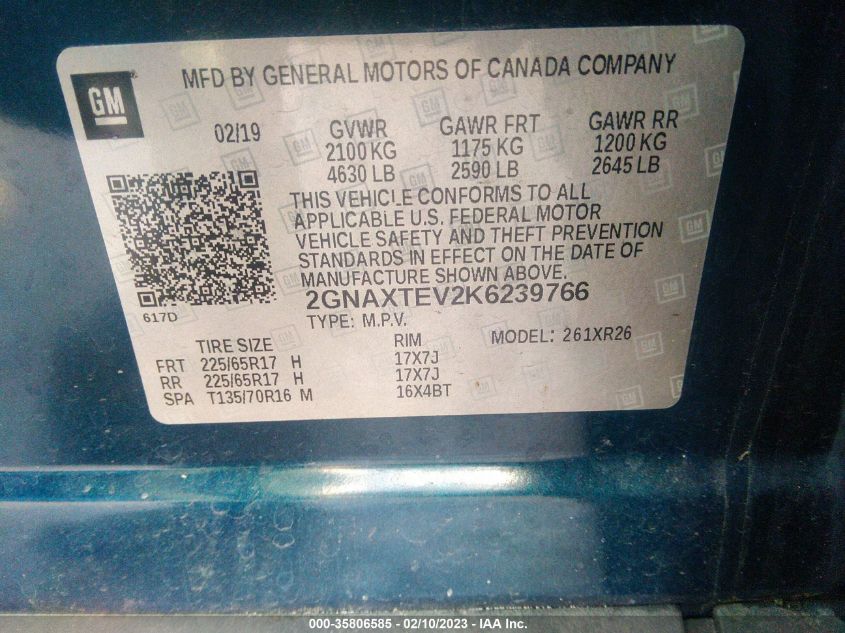 MFD BY GENERAL MOTORS OF CANADA COMPANY
GM
02/19 GVWR GAWR FRT GAWR RR
2100 KG 1175 KG 1200 KG
4630 LB 2590 LB 2645 LB
THIS VEHICLE CONFORMS TO ALL
APPLICABLE U.S. FEDERAL MOTOR
VEHICLE SAFETY AND THEFT PREVENTION
STANDARDS IN EFFECT ON THE DATE OF
MANUFACTURE SHOWN ABOVE.
617D
2GNAXTEV2K6239766
TYPE: M.P.V. MODEL: 261XR26
TIRE SIZE RIM
FRT 225/65R17 H 17X7J
RR 225/65R17 H 17X7J
SPA T135/70R16 M 16X4BT
000-35806585 - 02/10/2023 - IAA Inc.